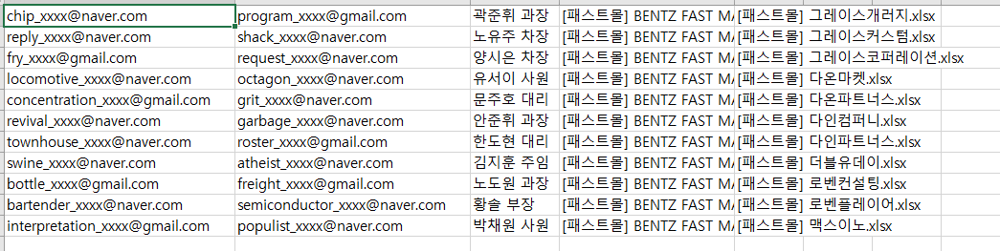 chip_xxxx@naver.com program_xxxx@gmail.com 곽준휘 과장 [패스트몰] BENTZ FAST MA [패스트몰] 그레이스개러지.xlsx
reply_xxxx@naver.com shack_xxxx@naver.com 노유주 차장 [패스트몰] BENTZ FAST MA [패스트몰] 그레이스커스텀.xlsx
fry_xxxx@gmail.com request_xxxx@naver.com 양시은 차장 [패스트몰] BENTZ FAST MA [패스트몰] 그레이스코퍼레이션.xlsx
locomotive_xxxx@naver.com octagon_xxxx@naver.com 유서이 사원 [패스트몰] BENTZ FAST MA [패스트몰] 다온마켓.xlsx
concentration_xxxx@gmail.com grit_xxxx@naver.com 문주호 대리 [패스트몰] BENTZ FAST MA [패스트몰] 다온파트너스.xlsx
revival_xxxx@naver.com garbage_xxxx@naver.com 안준휘 과장 [패스트몰] BENTZ FAST MA [패스트몰] 다인컴퍼니.xlsx
townhouse_xxxx@naver.com roster_xxxx@gmail.com 한도현 대리 [패스트몰] BENTZ FAST MA [패스트몰] 다인파트너스.xlsx
swine_xxxx@naver.com atheist_xxxx@naver.com 김지훈 주임 [패스트몰] BENTZ FAST MA [패스트몰] 더블유데이.xlsx
bottle_xxxx@gmail.com freight_xxxx@gmail.com 노도원 과장 [패스트몰] BENTZ FAST MA [패스트몰] 로벤컨설팅.xlsx
bartender_xxxx@naver.com semiconductor_xxxx@naver.com 황솔 부장 [패스트몰] BENTZ FAST MA [패스트몰] 로벤플레이어.xlsx
interpretation_xxxx@gmail.com populist_xxxx@naver.com 박채원 사원 [패스트몰] BENTZ FAST MA [패스트몰] 맥스이노.xlsx